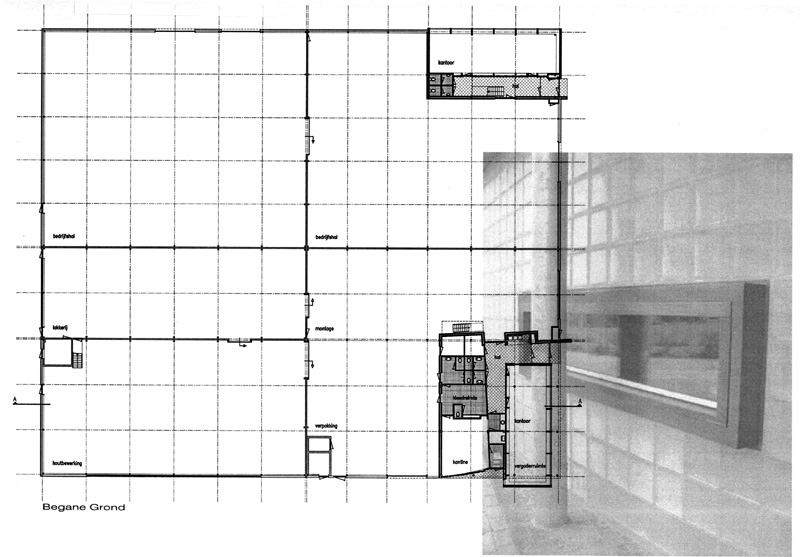 kantoor
hal
bedrijfshal
bedrijfshal
lakkerij
montage
hal
kleedruimte
A
A
kantoor
verpakking
houtbewerking
kantine
vergaderruimte
Begane Grond